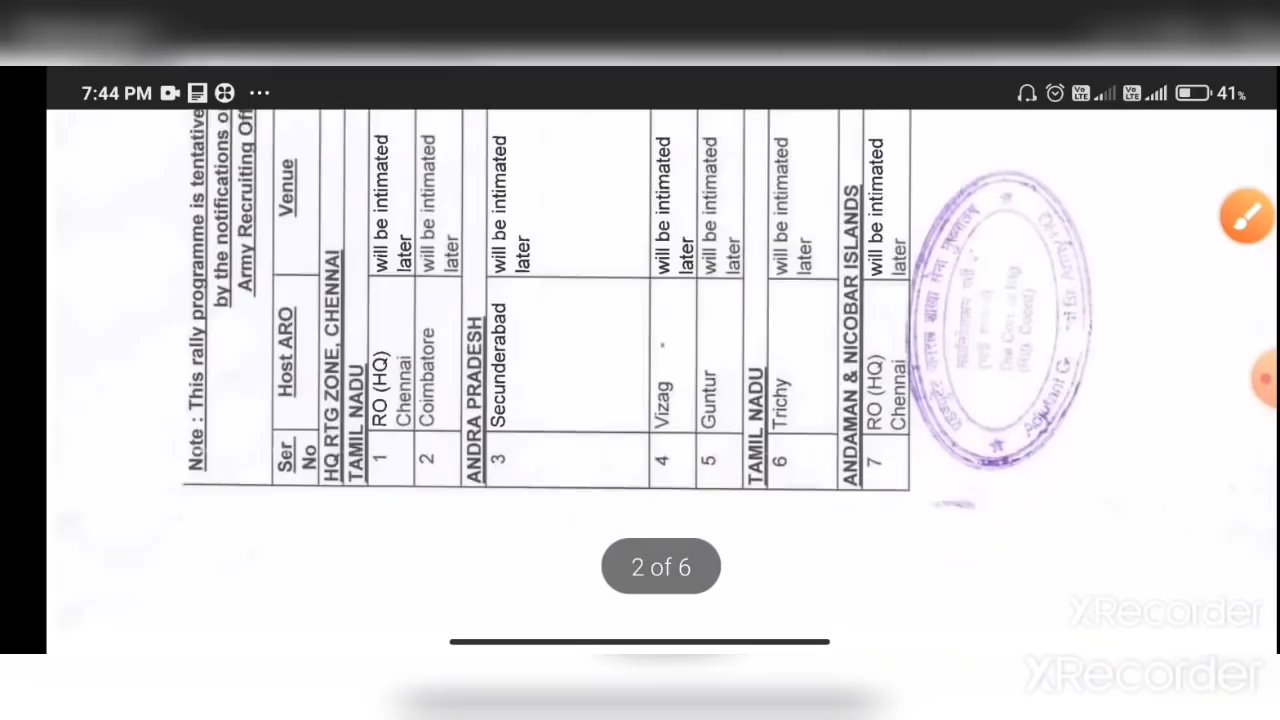 7:44 PM
41%
Note : This rally programme is tentative
by the notifications
Army Recruiting
Ser No
Host ARO
Venue
HQ RTG ZONE, CHENNAI
TAMIL NADU
1 RO (HQ) Chennai will be intimated later
2 Coimbatore will be intimated later
ANDRA PRADESH
3 Secunderabad will be intimated later
4 Vizag will be intimated later
5 Guntur will be intimated later
TAMIL NADU
6 Trichy will be intimated later
ANDAMAN & NICOBAR ISLANDS
7 RO (HQ) Chennai will be intimated later
2 of 6
XRecorder
XRecorder